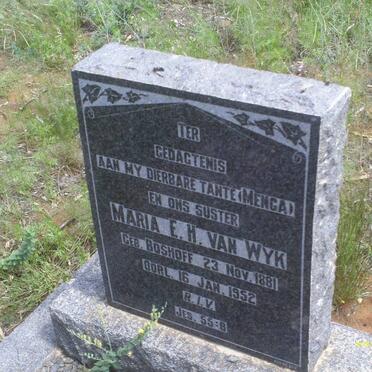 TER
GEDAGTENIS
AAN MY DIERBARE TANTE (MENCA)
EN ONS SUSTER
MARIA E. H. VAN WYK
GEB. BOSHOFF 23 NOV. 1881
OORL. 16 JAN. 1952
R.I.V.
JES. 55:8